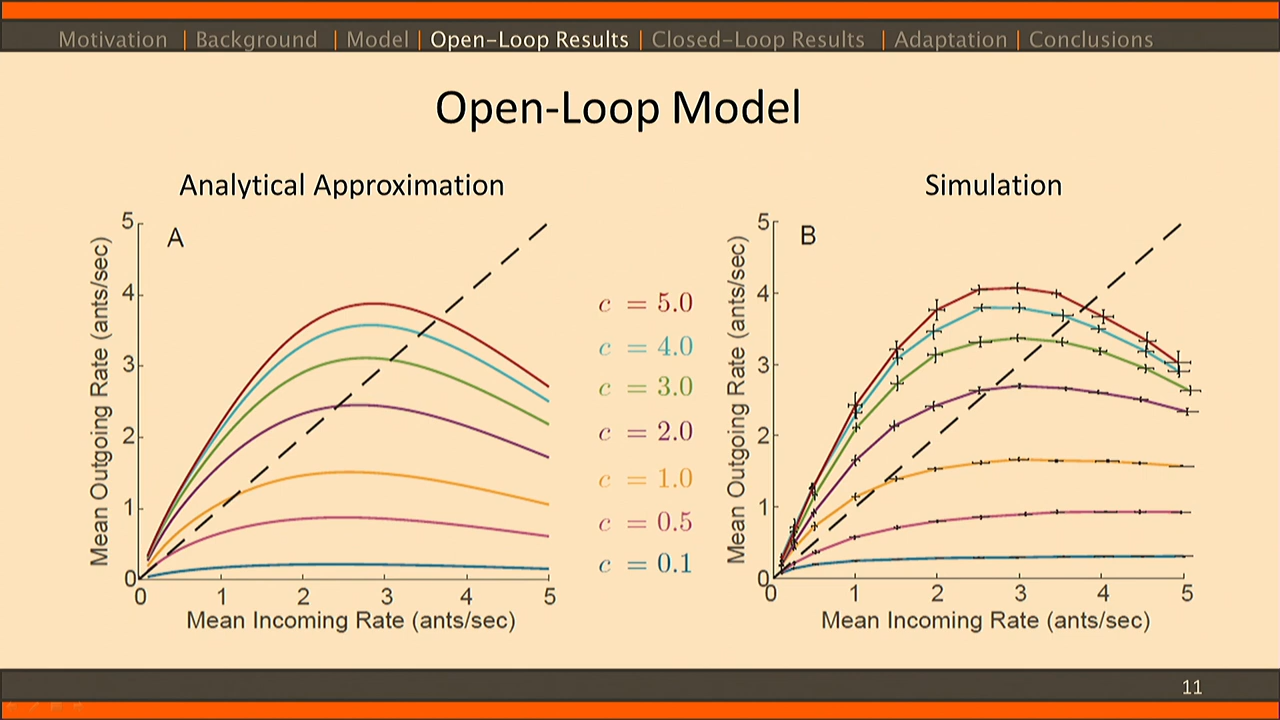 Motivation | Background | Model | Open-Loop Results | Closed-Loop Results | Adaptation | Conclusions
Open-Loop Model
Analytical Approximation
A
Mean Outgoing Rate (ants/sec)
5
4
3
2
1
0
0 1 2 3 4 5
Mean Incoming Rate (ants/sec)
c = 5.0
c = 4.0
c = 3.0
c = 2.0
c = 1.0
c = 0.5
c = 0.1
Simulation
B
Mean Outgoing Rate (ants/sec)
5
4
3
2
1
0
0 1 2 3 4 5
Mean Incoming Rate (ants/sec)
11